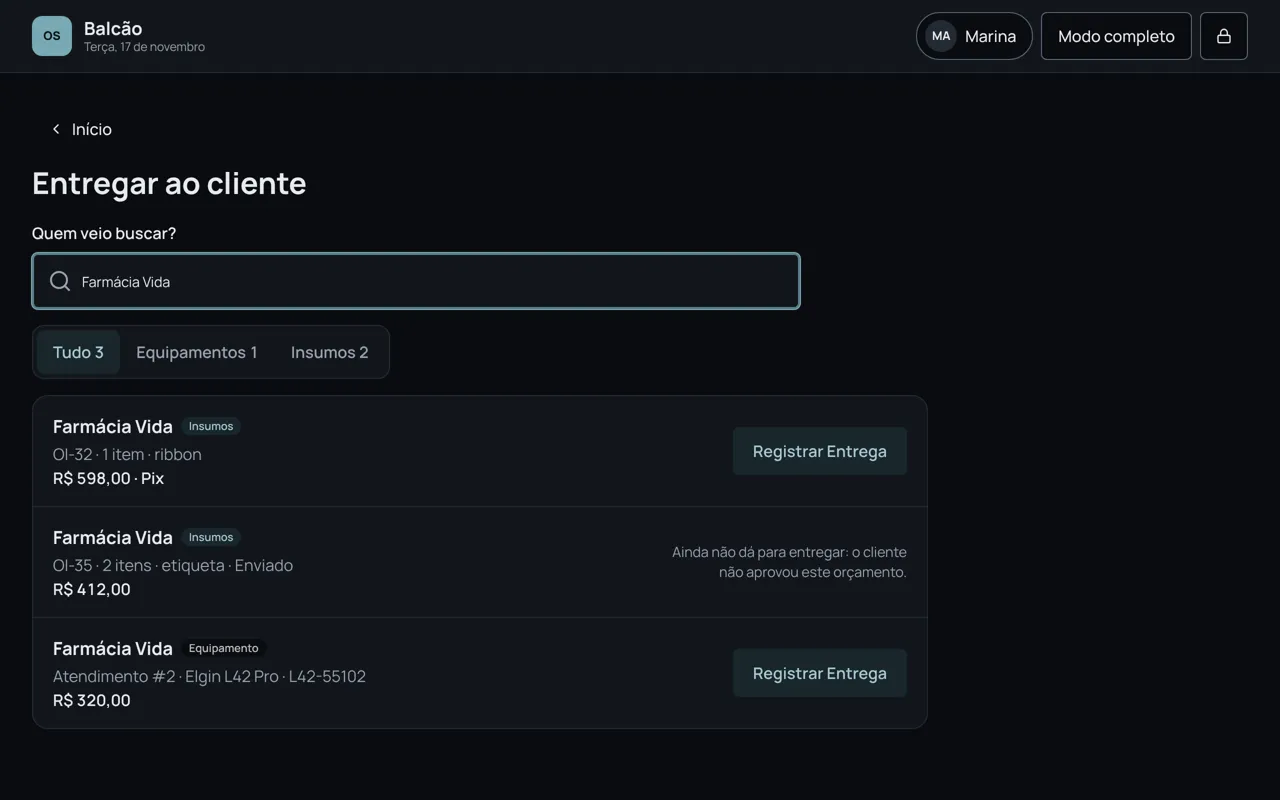 OS
Balcão
Terça, 17 de novembro
MA
Marina
Modo completo
Início
Entregar ao cliente
Quem veio buscar?
Farmácia Vida
Tudo 3
Equipamentos 1
Insumos 2
Farmácia Vida
Insumos
OI-32 · 1 item · ribbon
R$ 598,00 · Pix
Registrar Entrega
Farmácia Vida
Insumos
OI-35 · 2 itens · etiqueta · Enviado
R$ 412,00
Ainda não dá para entregar: o cliente
não aprovou este orçamento.
Farmácia Vida
Equipamento
Atendimento #2 · Elgin L42 Pro · L42-55102
R$ 320,00
Registrar Entrega